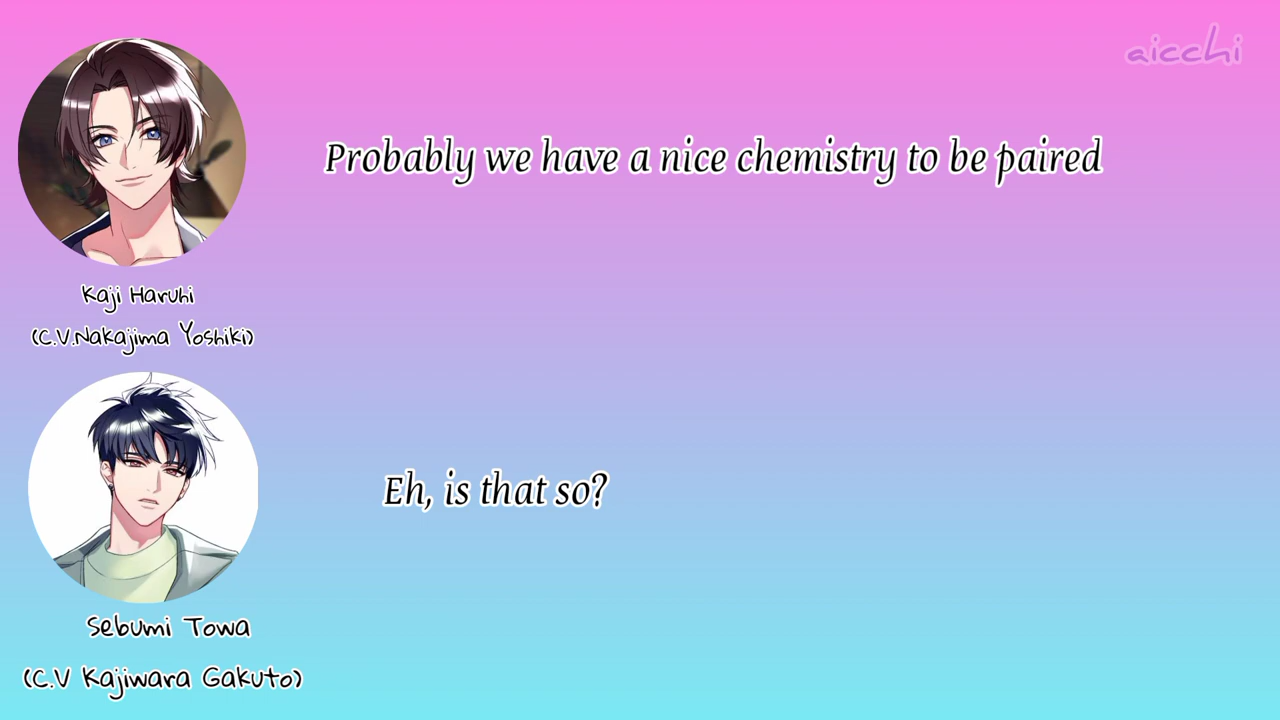 aicchi
Probably we have a nice chemistry to be paired
Kaji Haruhi
(C.V.Nakajima Yoshiki)
Eh, is that so?
Sebumi Towa
(C.V Kajiwara Gakuto)